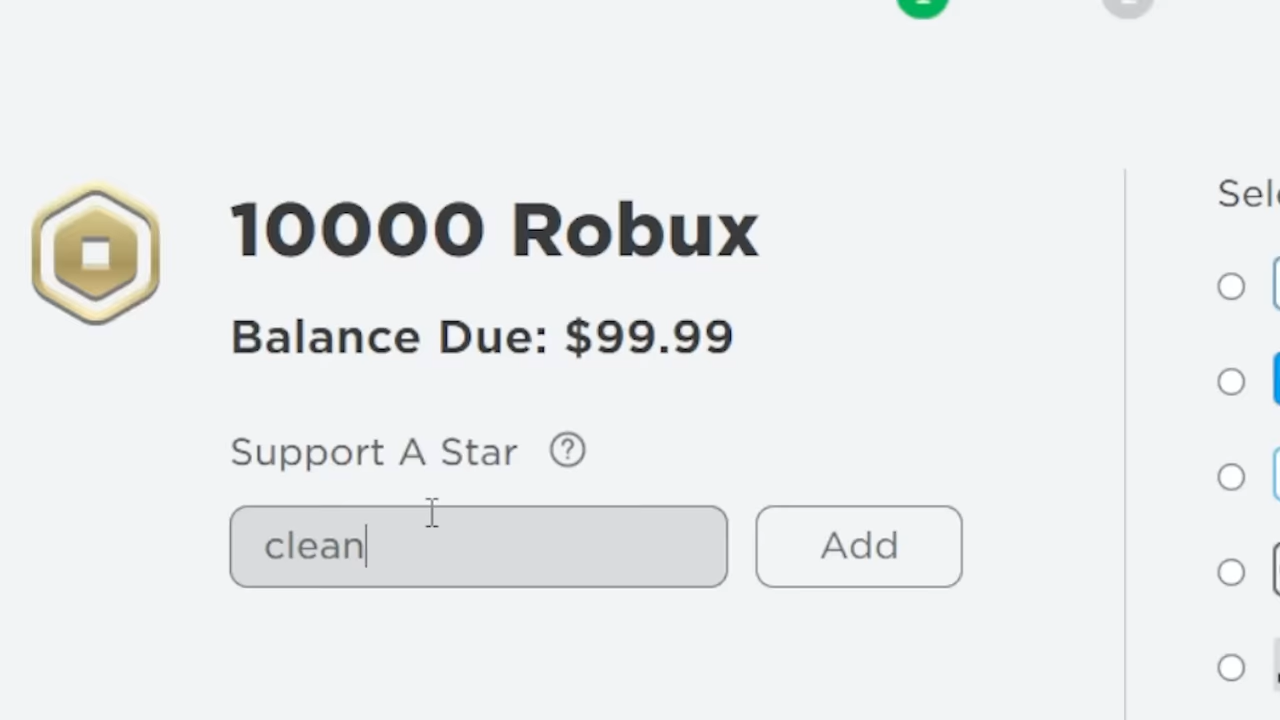 10000 Robux
Balance Due: $99.99
Support A Star ?
clean
Add